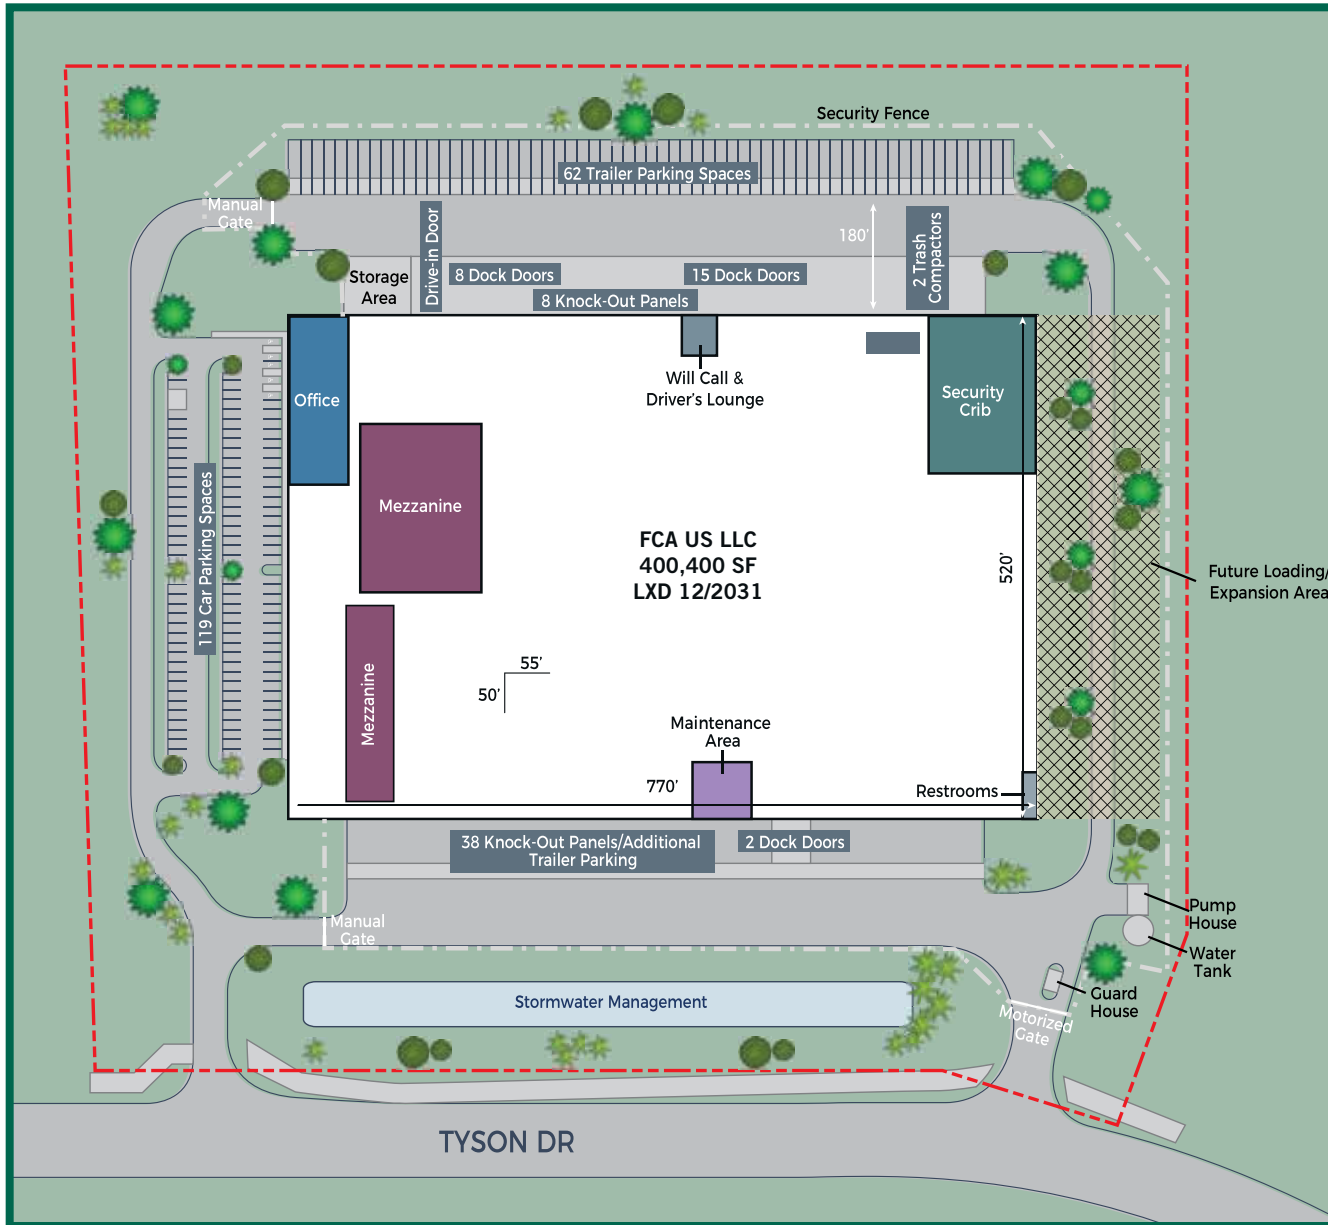 Security Fence
62 Trailer Parking Spaces
Manual
Gate
Drive-in Door
180’
2 Trash
Compactors
Storage
Area
8 Dock Doors
15 Dock Doors
8 Knock-Out Panels
Will Call &
Driver’s Lounge
Office
Security
Crib
Mezzanine
119 Car Parking Spaces
FCA US LLC
400,400 SF
LXD 12/2031
520’
Future Loading/
Expansion Area
55’
50’
Mezzanine
Maintenance
Area
770’
Restrooms
38 Knock-Out Panels/Additional
Trailer Parking
2 Dock Doors
Manual
Gate
Pump
House
Water
Tank
Guard
House
Motorized
Gate
Stormwater Management
TYSON DR